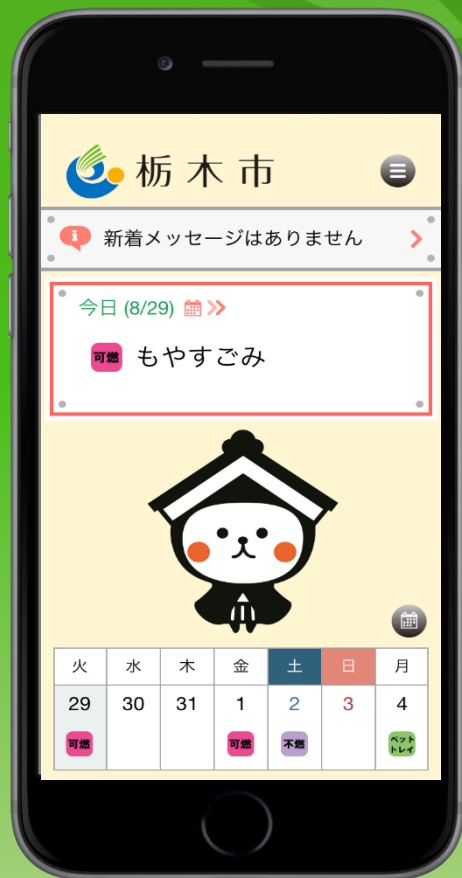 栃木市
新着メッセージはありません
今日 (8/29)
可燃 もやすごみ
火 水 木 金 土 日 月
29 30 31 1 2 3 4
可燃 可燃 不燃 ペットトレイ